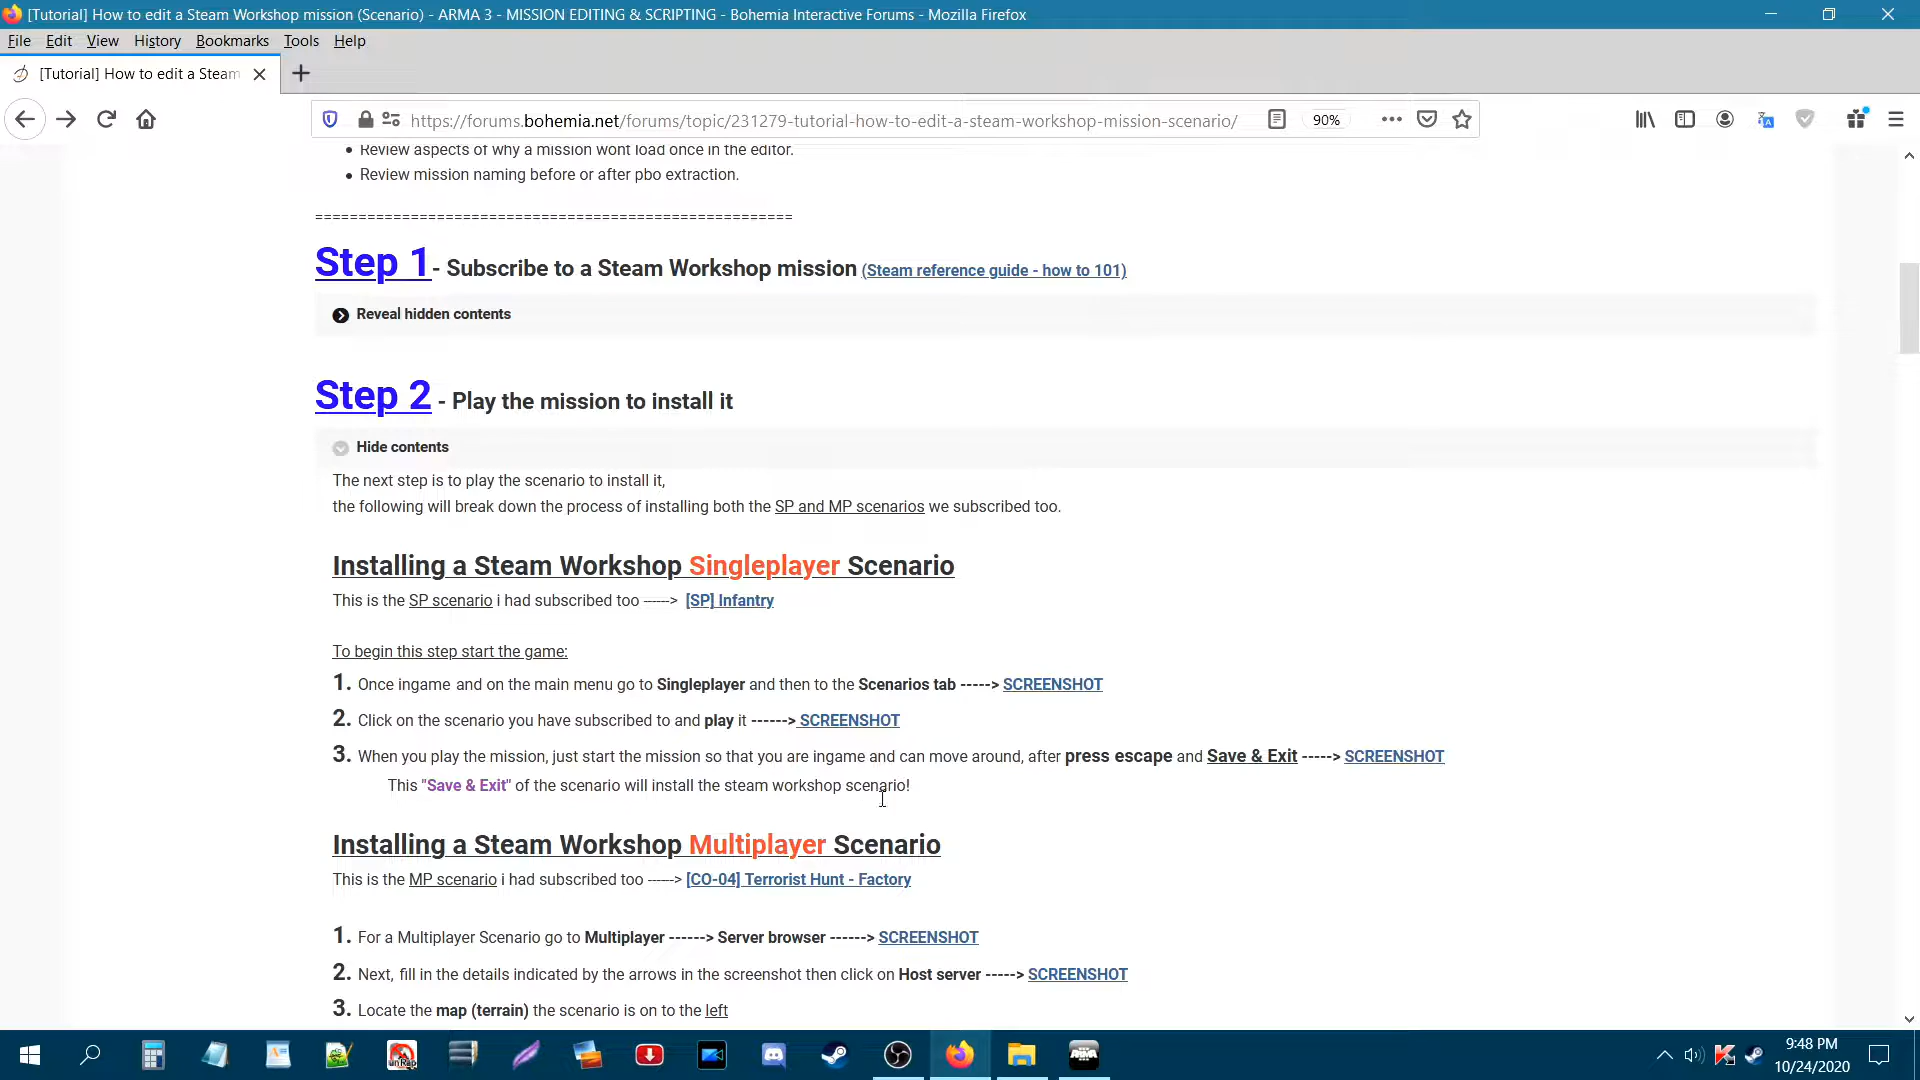 [Tutorial] How to edit a Steam Workshop mission (Scenario) - ARMA 3 - MISSION EDITING & SCRIPTING - Bohemia Interactive Forums - Mozilla Firefox
File Edit View History Bookmarks Tools Help
[Tutorial] How to edit a Steam
https://forums.bohemia.net/forums/topic/231279-tutorial-how-to-edit-a-steam-workshop-mission-scenario/ 90%
• Review aspects of why a mission wont load once in the editor.
• Review mission naming before or after pbo extraction.
=======================================================
Step 1- Subscribe to a Steam Workshop mission (Steam reference guide - how to 101)
Reveal hidden contents
Step 2 - Play the mission to install it
Hide contents
The next step is to play the scenario to install it,
the following will break down the process of installing both the SP and MP scenarios we subscribed too.
Installing a Steam Workshop Singleplayer Scenario
This is the SP scenario i had subscribed too ------> [SP] Infantry
To begin this step start the game:
1. Once ingame and on the main menu go to Singleplayer and then to the Scenarios tab -----> SCREENSHOT
2. Click on the scenario you have subscribed to and play it ------> SCREENSHOT
3. When you play the mission, just start the mission so that you are ingame and can move around, after press escape and Save & Exit -----> SCREENSHOT
This "Save & Exit" of the scenario will install the steam workshop scenario!
Installing a Steam Workshop Multiplayer Scenario
This is the MP scenario i had subscribed too ------> [CO-04] Terrorist Hunt - Factory
1. For a Multiplayer Scenario go to Multiplayer ------> Server browser ------> SCREENSHOT
2. Next, fill in the details indicated by the arrows in the screenshot then click on Host server -----> SCREENSHOT
3. Locate the map (terrain) the scenario is on to the left
unRap
ARMA
9:48 PM
10/24/2020